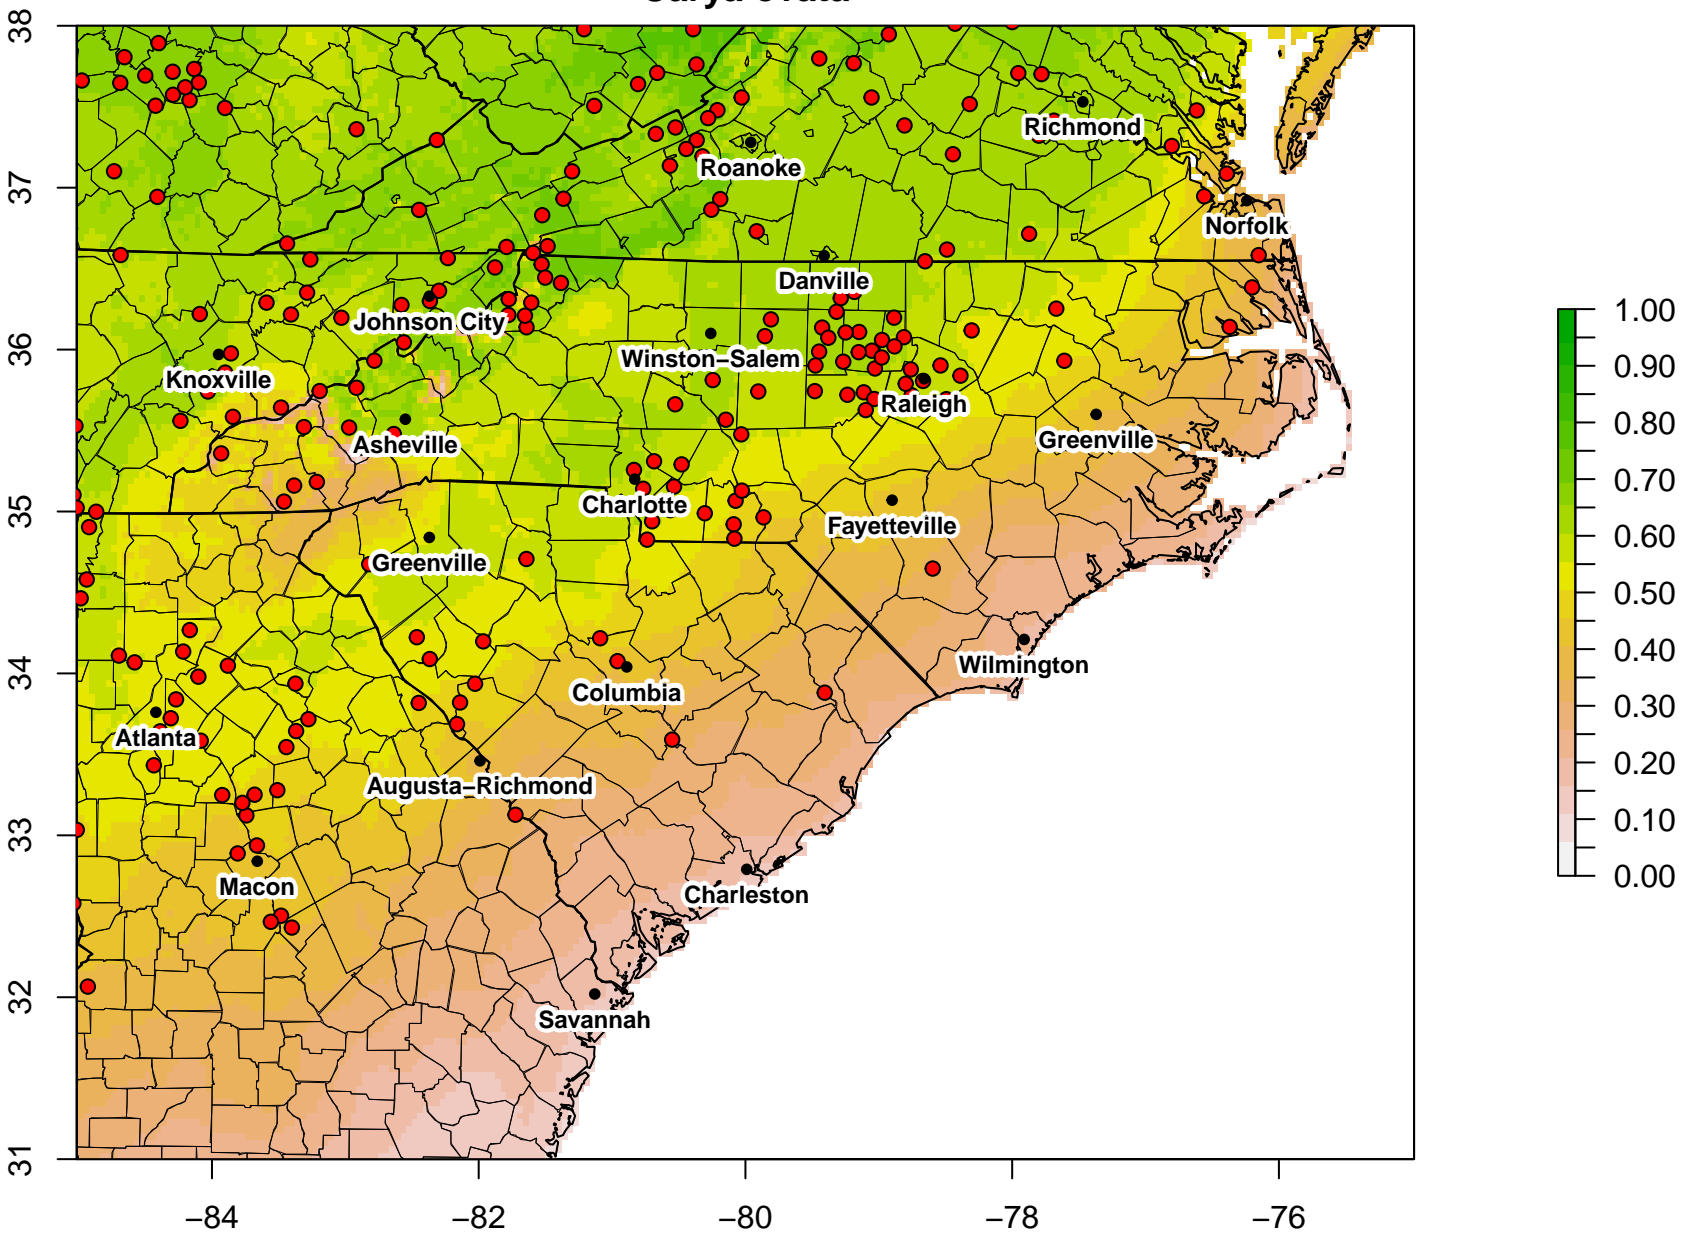 38
37
36
35
34
33
32
31
Richmond
Roanoke
Norfolk
Danville
Johnson City
Winston–Salem
Knoxville
Raleigh
Asheville
Greenville
Charlotte
Fayetteville
Greenville
Wilmington
Columbia
Atlanta
Augusta–Richmond
Macon
Charleston
Savannah
1.00
0.90
0.80
0.70
0.60
0.50
0.40
0.30
0.20
0.10
0.00
−84
−82
−80
−78
−76